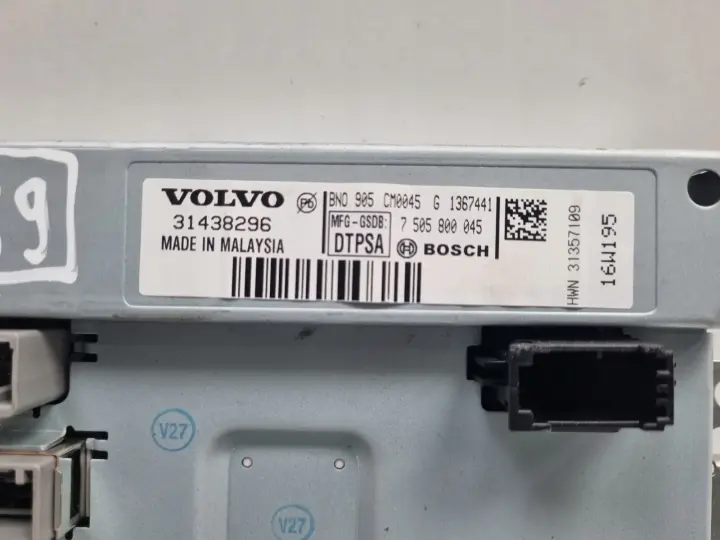 VOLVO
31438296
MADE IN MALAYSIA
BNO 905 CM0045 G 1367441
MFG-GSDB: 7 505 800 045
DTPSA BOSCH
HWN 31357109
16W195
9
V27
V27